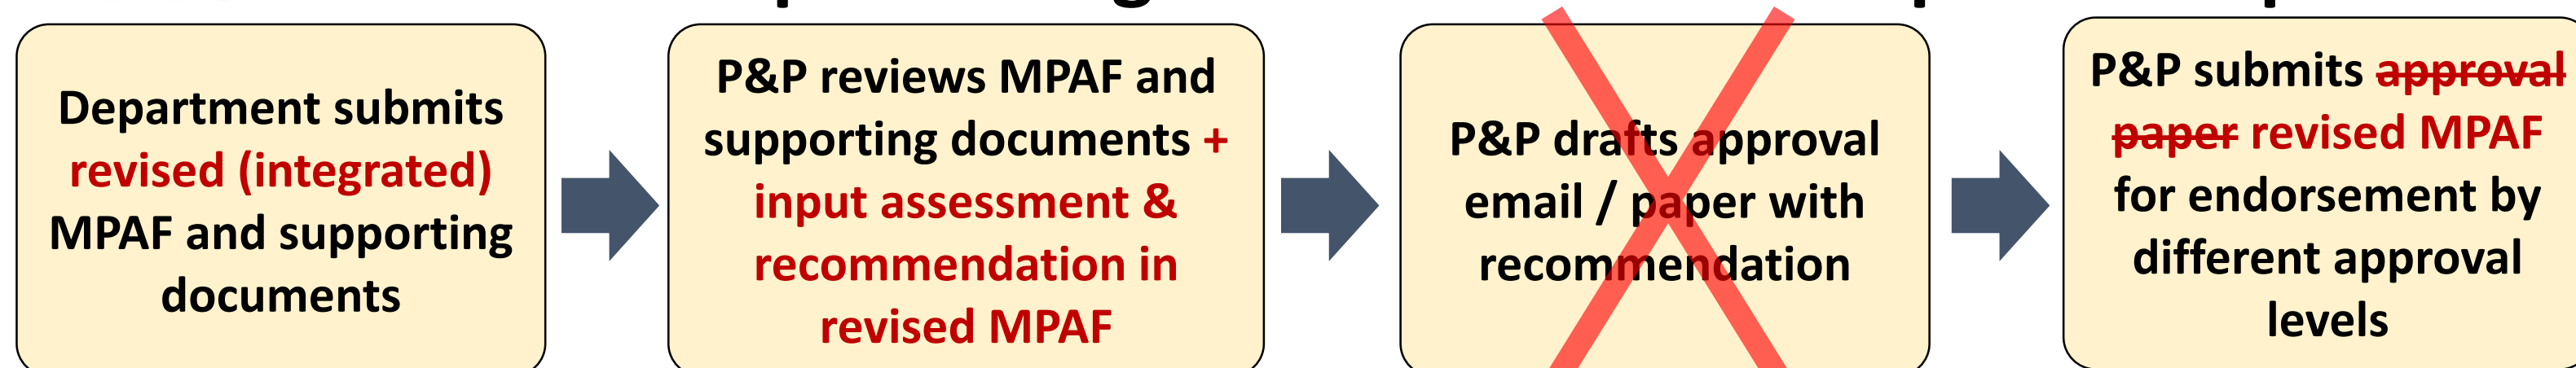 Department submits
revised (integrated)
MPAF and supporting
documents
P&P reviews MPAF and
supporting documents +
input assessment &
recommendation in
revised MPAF
P&P drafts approval
email / paper with
recommendation
P&P submits approval
paper revised MPAF
for endorsement by
different approval
levels